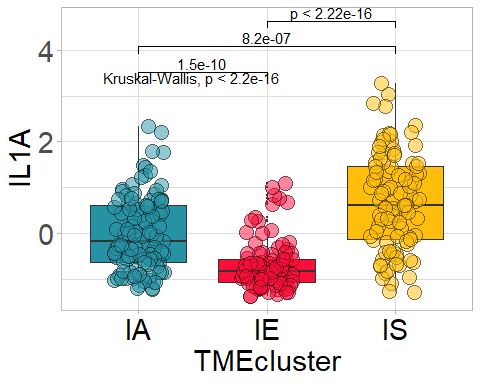 p < 2.22e-16
8.2e-07
1.5e-10
Kruskal-Wallis, p < 2.2e-16
4
2
0
IL1A
IA IE IS
TMEcluster